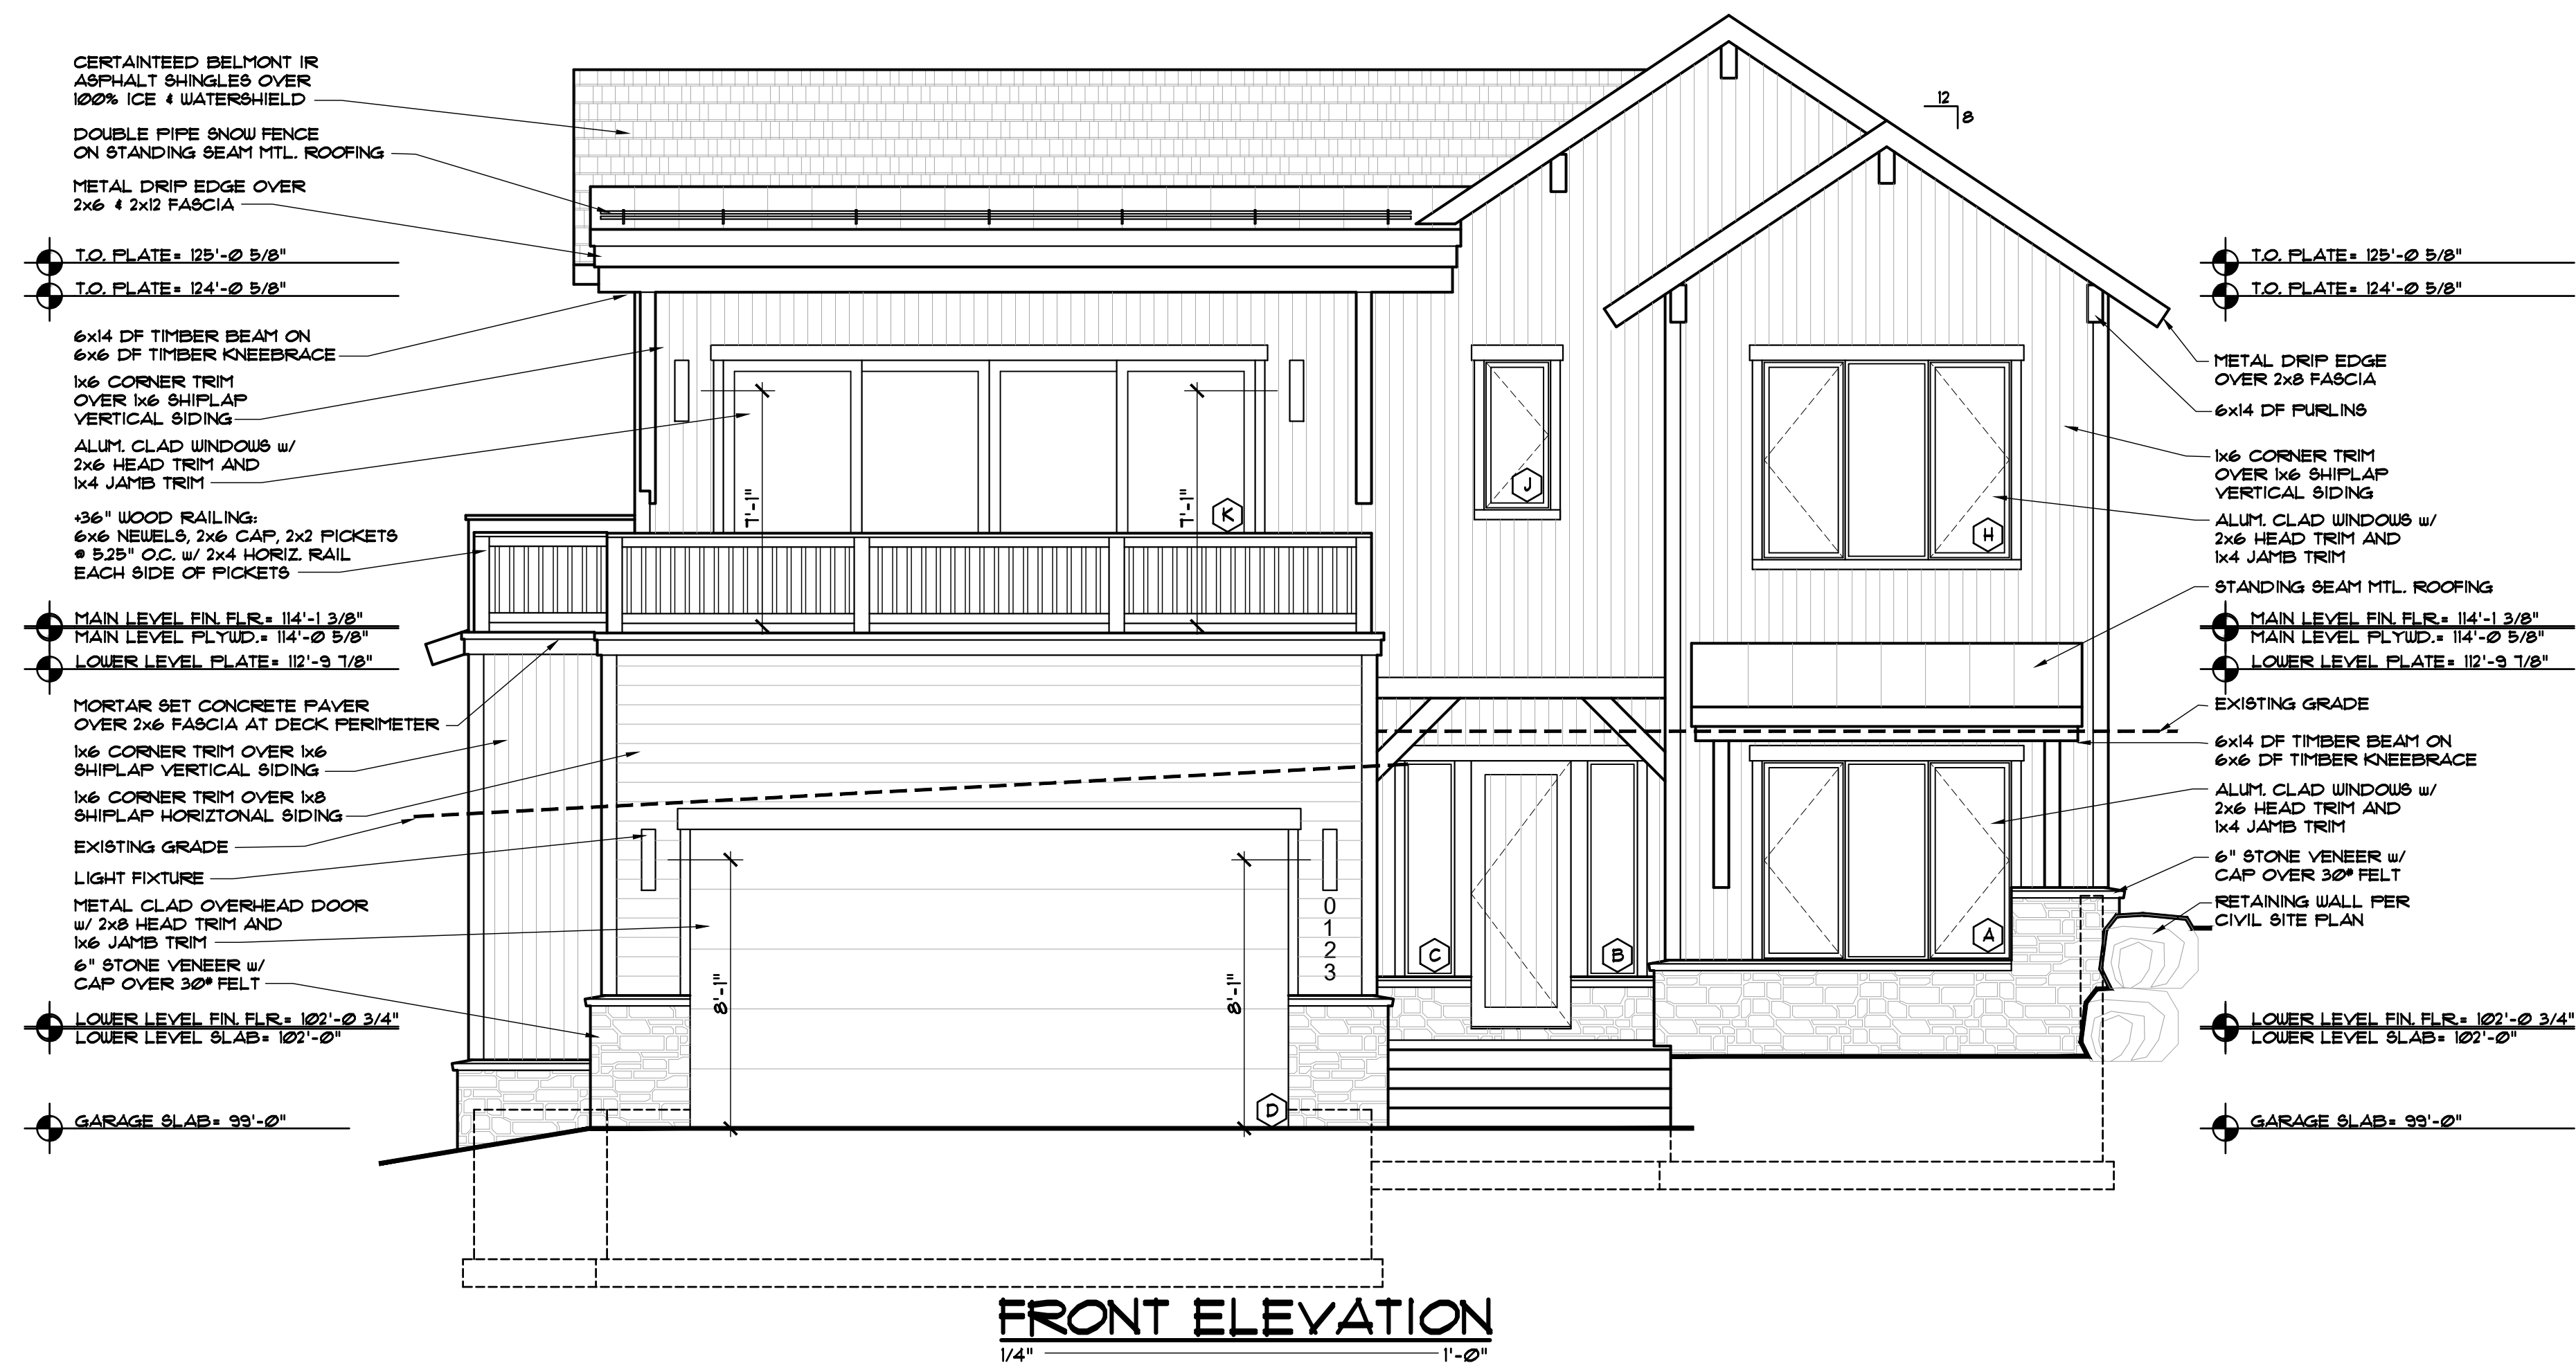 CERTAINTEED BELMONT IR
ASPHALT SHINGLES OVER
100% ICE & WATERSHIELD
DOUBLE PIPE SNOW FENCE
ON STANDING SEAM MTL. ROOFING
METAL DRIP EDGE OVER
2x6 & 2x12 FASCIA
T.O. PLATE= 125'-0 5/8"
T.O. PLATE= 124'-0 5/8"
6x14 DF TIMBER BEAM ON
6x6 DF TIMBER KNEEBRACE
1x6 CORNER TRIM
OVER 1x6 SHIPLAP
VERTICAL SIDING
ALUM. CLAD WINDOWS w/
2x6 HEAD TRIM AND
1x4 JAMB TRIM
+36" WOOD RAILING:
6x6 NEWELS, 2x6 CAP, 2x2 PICKETS
@ 5.25" O.C. w/ 2x4 HORIZ. RAIL
EACH SIDE OF PICKETS
MAIN LEVEL FIN. FLR.= 114'-1 3/8"
MAIN LEVEL PLYWD.= 114'-0 5/8"
LOWER LEVEL PLATE= 112'-9 7/8"
MORTAR SET CONCRETE PAVER
OVER 2x6 FASCIA AT DECK PERIMETER
1x6 CORNER TRIM OVER 1x6
SHIPLAP VERTICAL SIDING
1x6 CORNER TRIM OVER 1x8
SHIPLAP HORIZTONAL SIDING
EXISTING GRADE
LIGHT FIXTURE
METAL CLAD OVERHEAD DOOR
w/ 2x8 HEAD TRIM AND
1x6 JAMB TRIM
6" STONE VENEER w/
CAP OVER 30# FELT
LOWER LEVEL FIN. FLR.= 102'-0 3/4"
LOWER LEVEL SLAB= 102'-0"
GARAGE SLAB= 99'-0"
12
8
7'-1"
7'-1"
K
J
H
C
B
A
0
1
2
3
8'-1"
8'-1"
D
T.O. PLATE= 125'-0 5/8"
T.O. PLATE= 124'-0 5/8"
METAL DRIP EDGE
OVER 2x8 FASCIA
6x14 DF PURLINS
1x6 CORNER TRIM
OVER 1x6 SHIPLAP
VERTICAL SIDING
ALUM. CLAD WINDOWS w/
2x6 HEAD TRIM AND
1x4 JAMB TRIM
STANDING SEAM MTL. ROOFING
MAIN LEVEL FIN. FLR.= 114'-1 3/8"
MAIN LEVEL PLYWD.= 114'-0 5/8"
LOWER LEVEL PLATE= 112'-9 7/8"
EXISTING GRADE
6x14 DF TIMBER BEAM ON
6x6 DF TIMBER KNEEBRACE
ALUM. CLAD WINDOWS w/
2x6 HEAD TRIM AND
1x4 JAMB TRIM
6" STONE VENEER w/
CAP OVER 30# FELT
RETAINING WALL PER
CIVIL SITE PLAN
LOWER LEVEL FIN. FLR.= 102'-0 3/4"
LOWER LEVEL SLAB= 102'-0"
GARAGE SLAB= 99'-0"
FRONT ELEVATION
1/4" 1'-0"